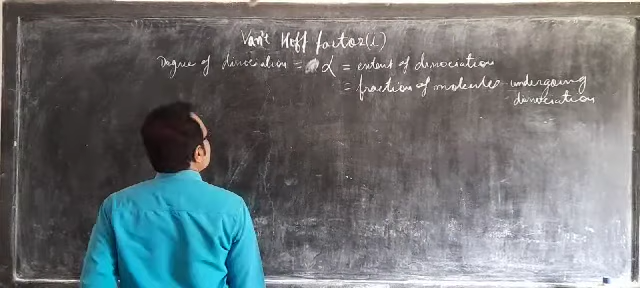 Van't Hoff factor(i)
Degree of dissociation = α = extent of dissociation
= fraction of molecules undergoing
dissociation